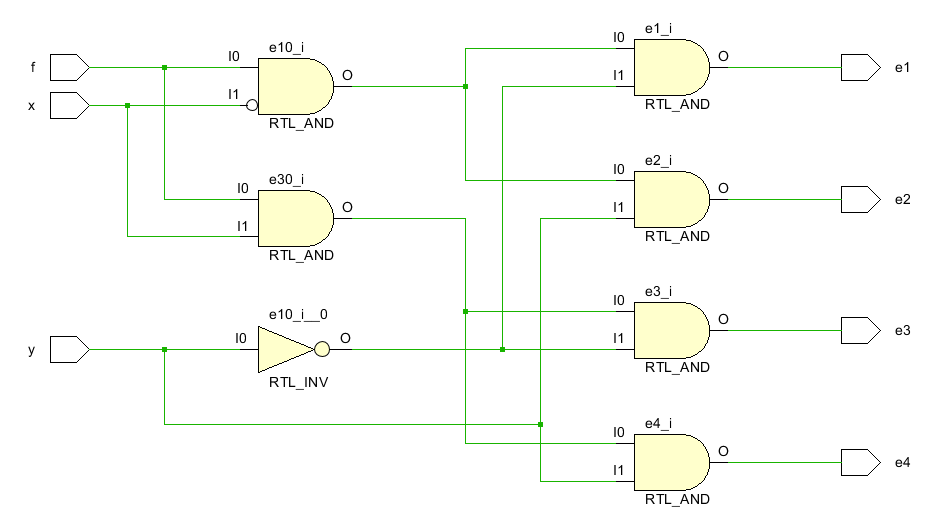 f
x
y
e10_i
I0
I1
O
RTL_AND
e30_i
I0
I1
O
RTL_AND
e10_i__0
I0
O
RTL_INV
e1_i
I0
I1
O
RTL_AND
e1
e2_i
I0
I1
O
RTL_AND
e2
e3_i
I0
I1
O
RTL_AND
e3
e4_i
I0
I1
O
RTL_AND
e4